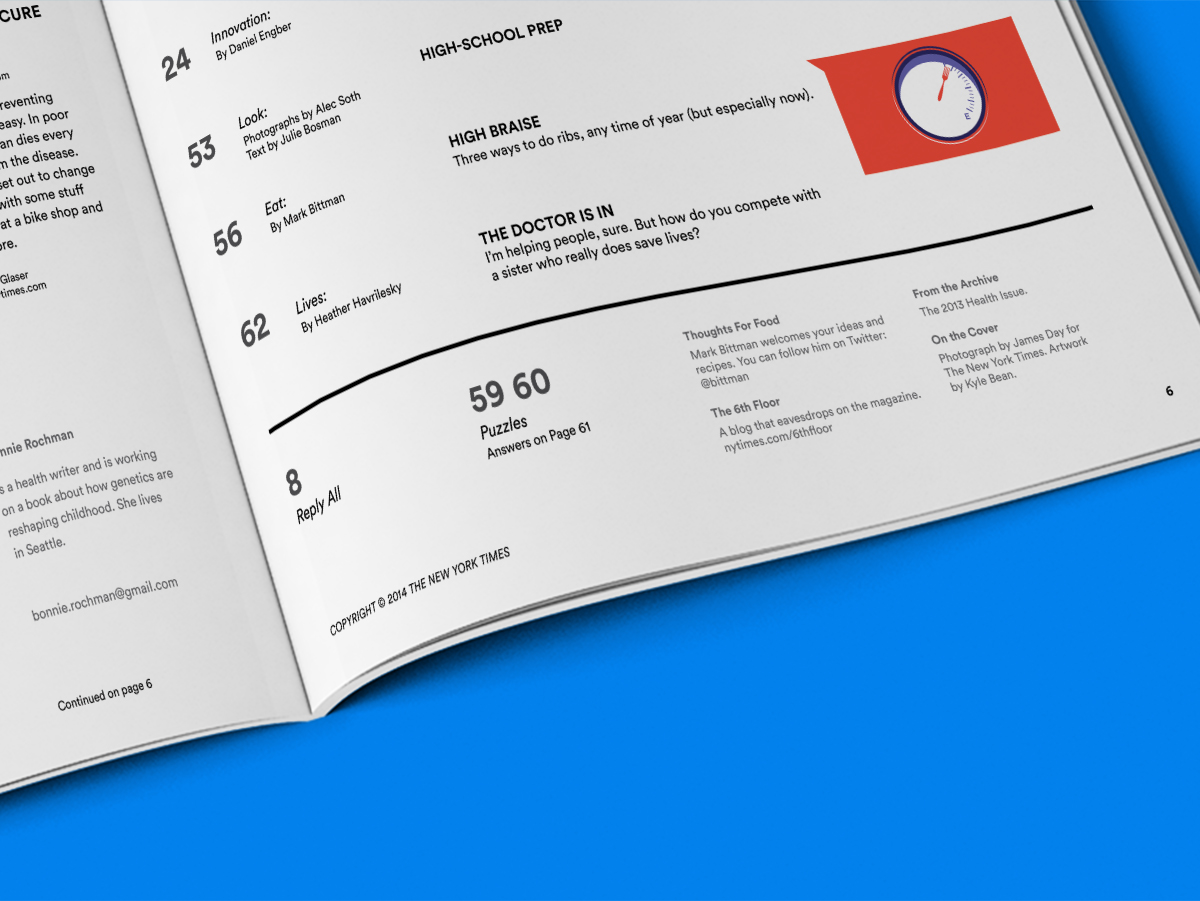 CURE
om
reventing
easy. In poor
an dies every
m the disease.
set out to change
with some stuff
at a bike shop and
ore.
Glaser
times.com
nnie Rochman
s a health writer and is working
on a book about how genetics are
reshaping childhood. She lives
in Seattle.
bonnie.rochman@gmail.com
Continued on page 6
24
Innovation:
By Daniel Engber
HIGH-SCHOOL PREP
53
Look:
Photographs by Alec Soth
Text by Julie Bosman
HIGH BRAISE
Three ways to do ribs, any time of year (but especially now).
56
Eat:
By Mark Bittman
THE DOCTOR IS IN
I'm helping people, sure. But how do you compete with
a sister who really does save lives?
62
Lives:
By Heather Havrilesky
8
Reply All
59 60
Puzzles
Answers on Page 61
Thoughts For Food
Mark Bittman welcomes your ideas and
recipes. You can follow him on Twitter:
@bittman
The 6th Floor
A blog that eavesdrops on the magazine.
nytimes.com/6thfloor
From the Archive
The 2013 Health Issue.
On the Cover
Photograph by James Day for
The New York Times. Artwork
by Kyle Bean.
6
COPYRIGHT © 2014 THE NEW YORK TIMES